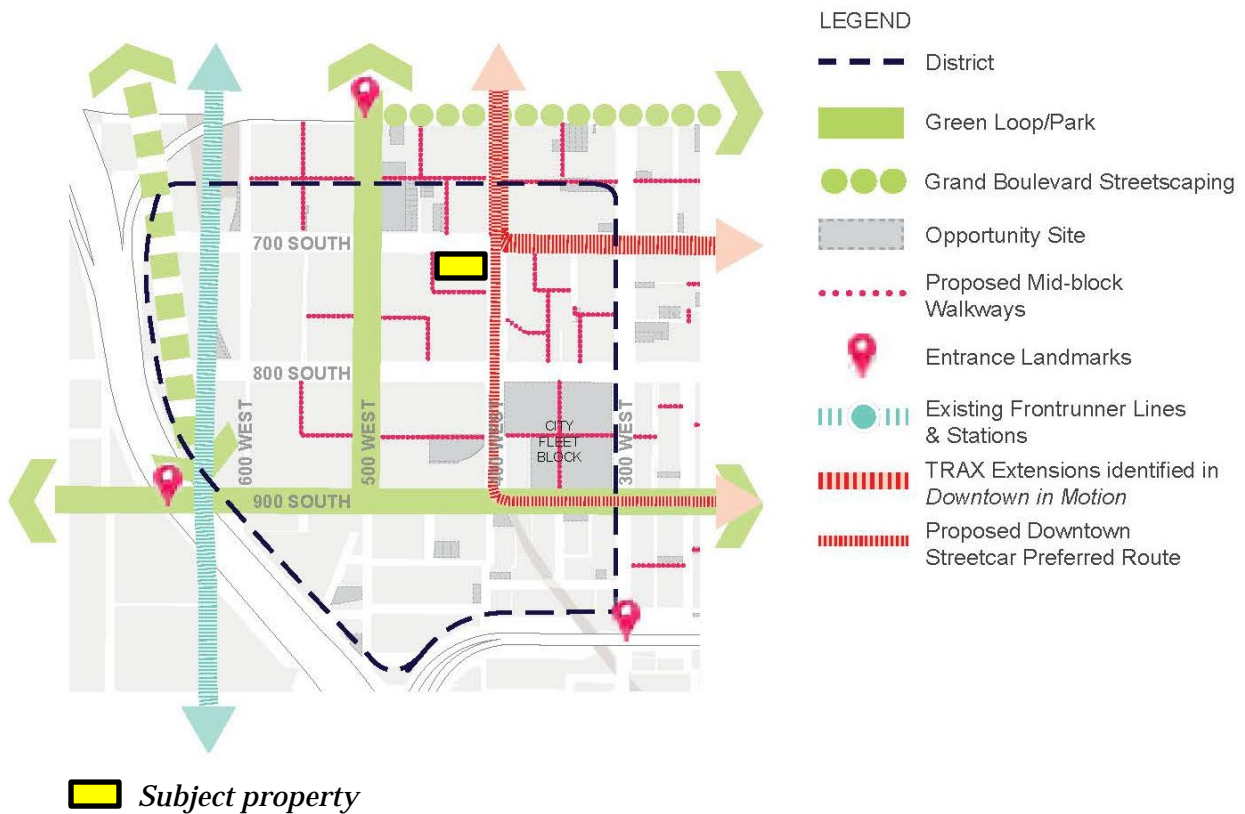 LEGEND
District
Green Loop/Park
Grand Boulevard Streetscaping
Opportunity Site
Proposed Mid-block
Walkways
Entrance Landmarks
Existing Frontrunner Lines
& Stations
TRAX Extensions identified in
Downtown in Motion
Proposed Downtown
Streetcar Preferred Route
700 SOUTH
800 SOUTH
600 WEST
500 WEST
400 WEST
300 WEST
CITY
FLEET
BLOCK
900 SOUTH
Subject property